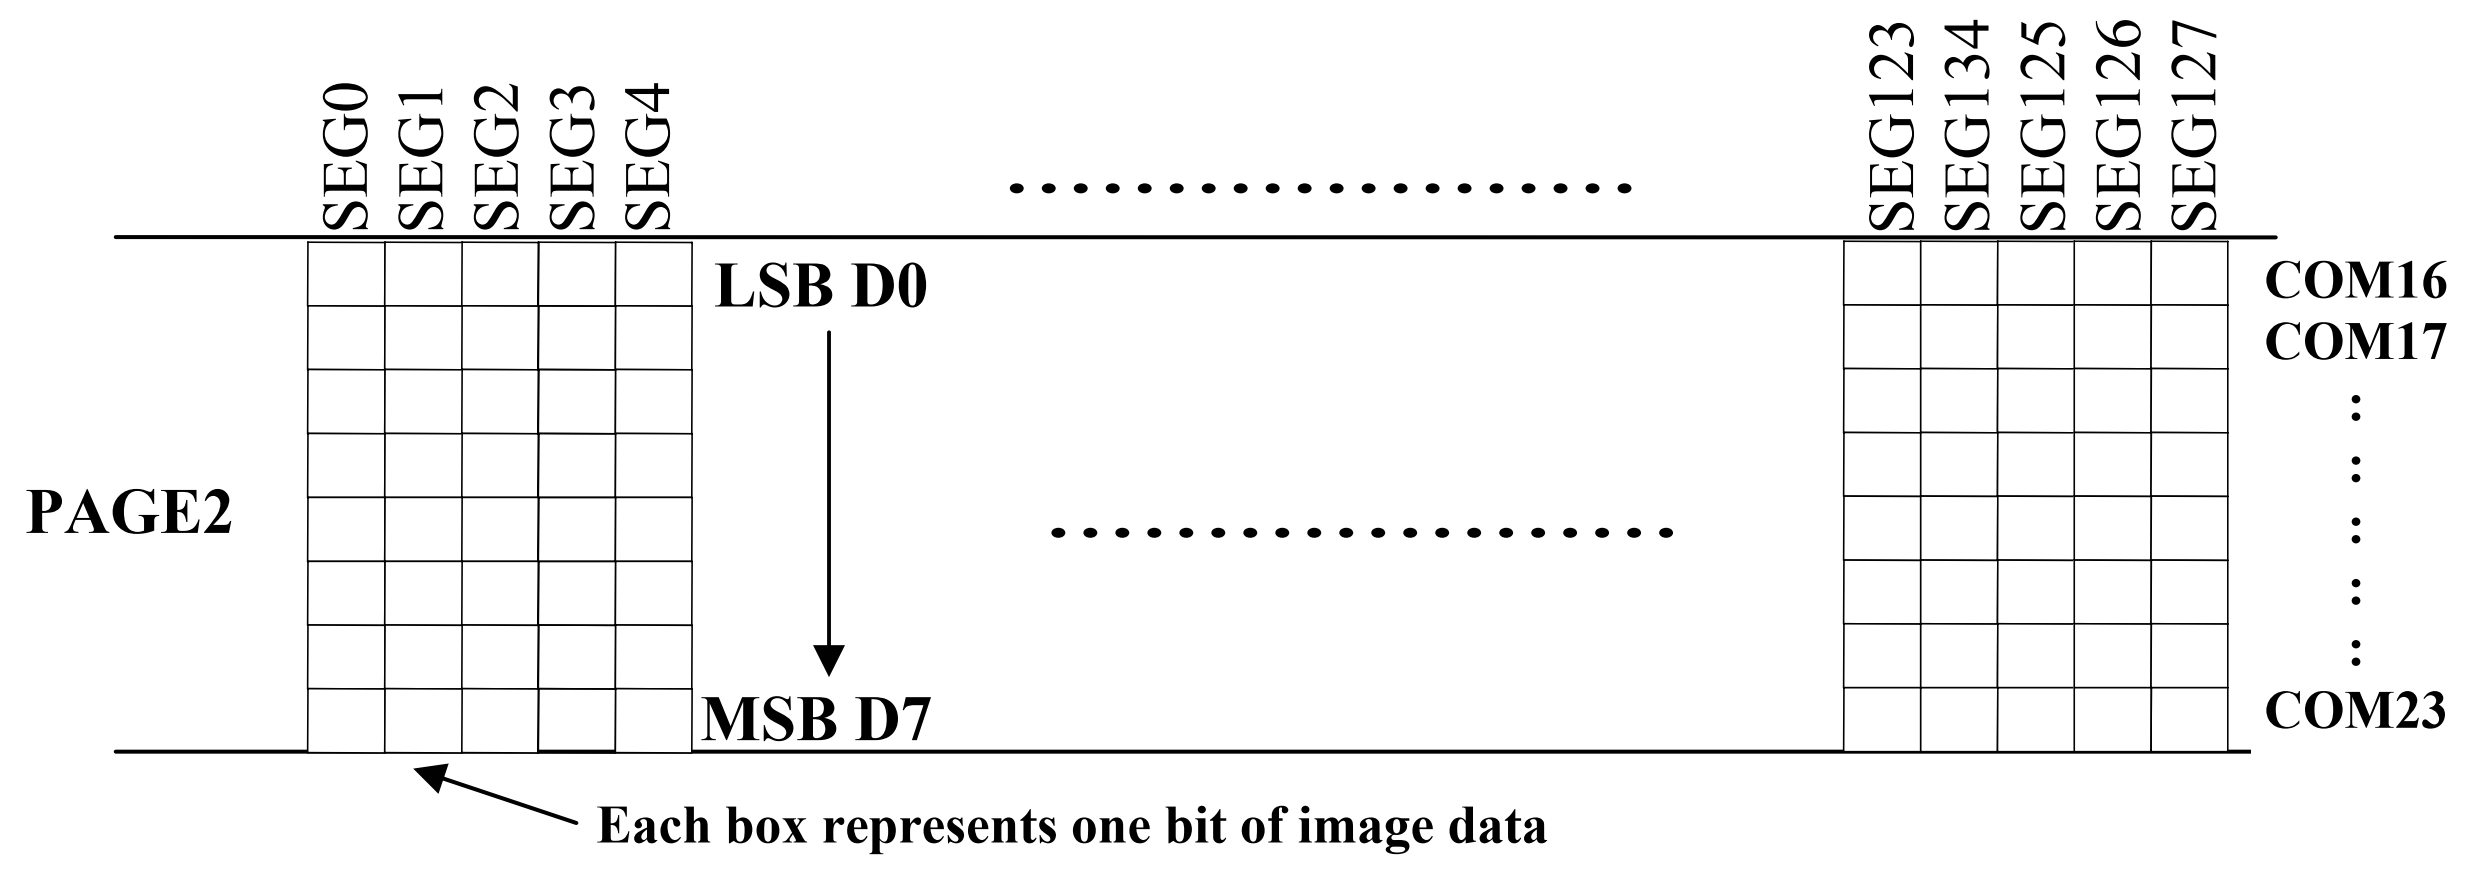 SEG0
SEG1
SEG2
SEG3
SEG4
SEG123
SEG134
SEG125
SEG126
SEG127
LSB D0
COM16
COM17
PAGE2
MSB D7
COM23
Each box represents one bit of image data